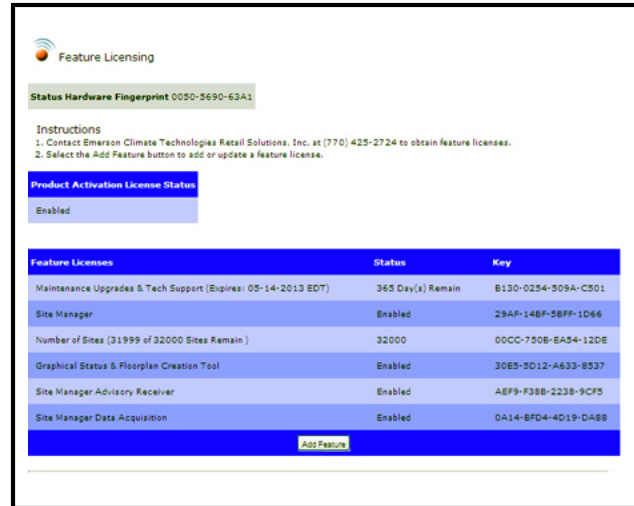 Feature Licensing
Status Hardware Fingerprint 0050-5690-63A1
Instructions
1. Contact Emerson Climate Technologies Retail Solutions, Inc. at (770) 425-2724 to obtain feature licenses.
2. Select the Add Feature button to add or update a feature license.
Product Activation License Status
Enabled
Feature Licenses Status Key
Maintenance Upgrades & Tech Support (Expires: 05-14-2013 EDT) 365 Day(s) Remain B130-0254-509A-C501
Site Manager Enabled 29AF-14BF-5BFF-1D66
Number of Sites (31999 of 32000 Sites Remain ) 32000 00CC-750B-EA54-12DE
Graphical Status & Floorplan Creation Tool Enabled 30E5-5D12-A633-8537
Site Manager Advisory Receiver Enabled AEF9-F38B-2238-9CF5
Site Manager Data Acquisition Enabled 0A14-BFD4-4D19-DA88
Add Feature